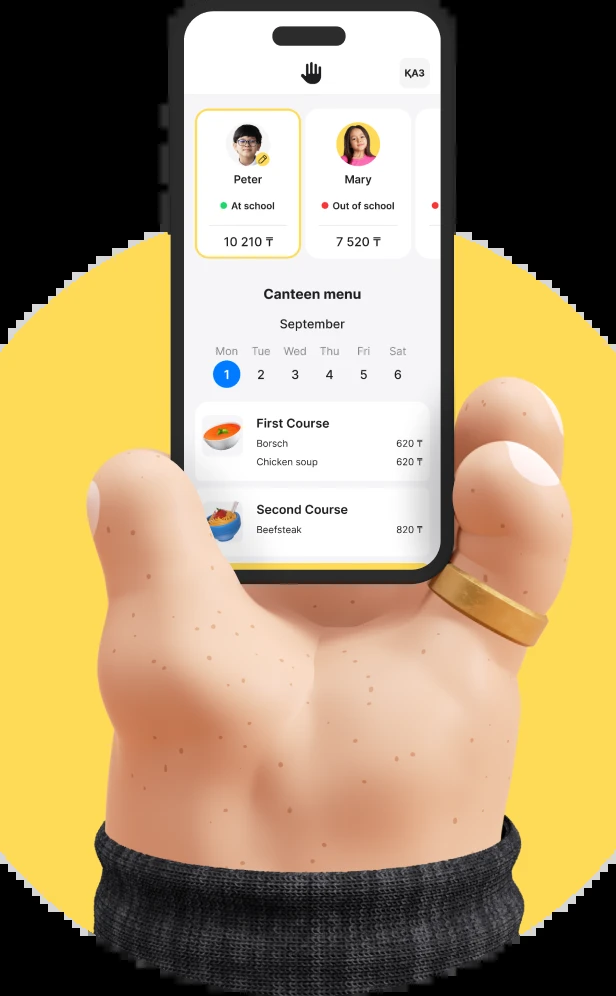 ҚАЗ
Peter
Mary
At school
Out of school
10 210 ₸
7 520 ₸
Canteen menu
September
Mon Tue Wed Thu Fri Sat
1 2 3 4 5 6
First Course
Borsch 620 ₸
Chicken soup 620 ₸
Second Course
Beefsteak 820 ₸